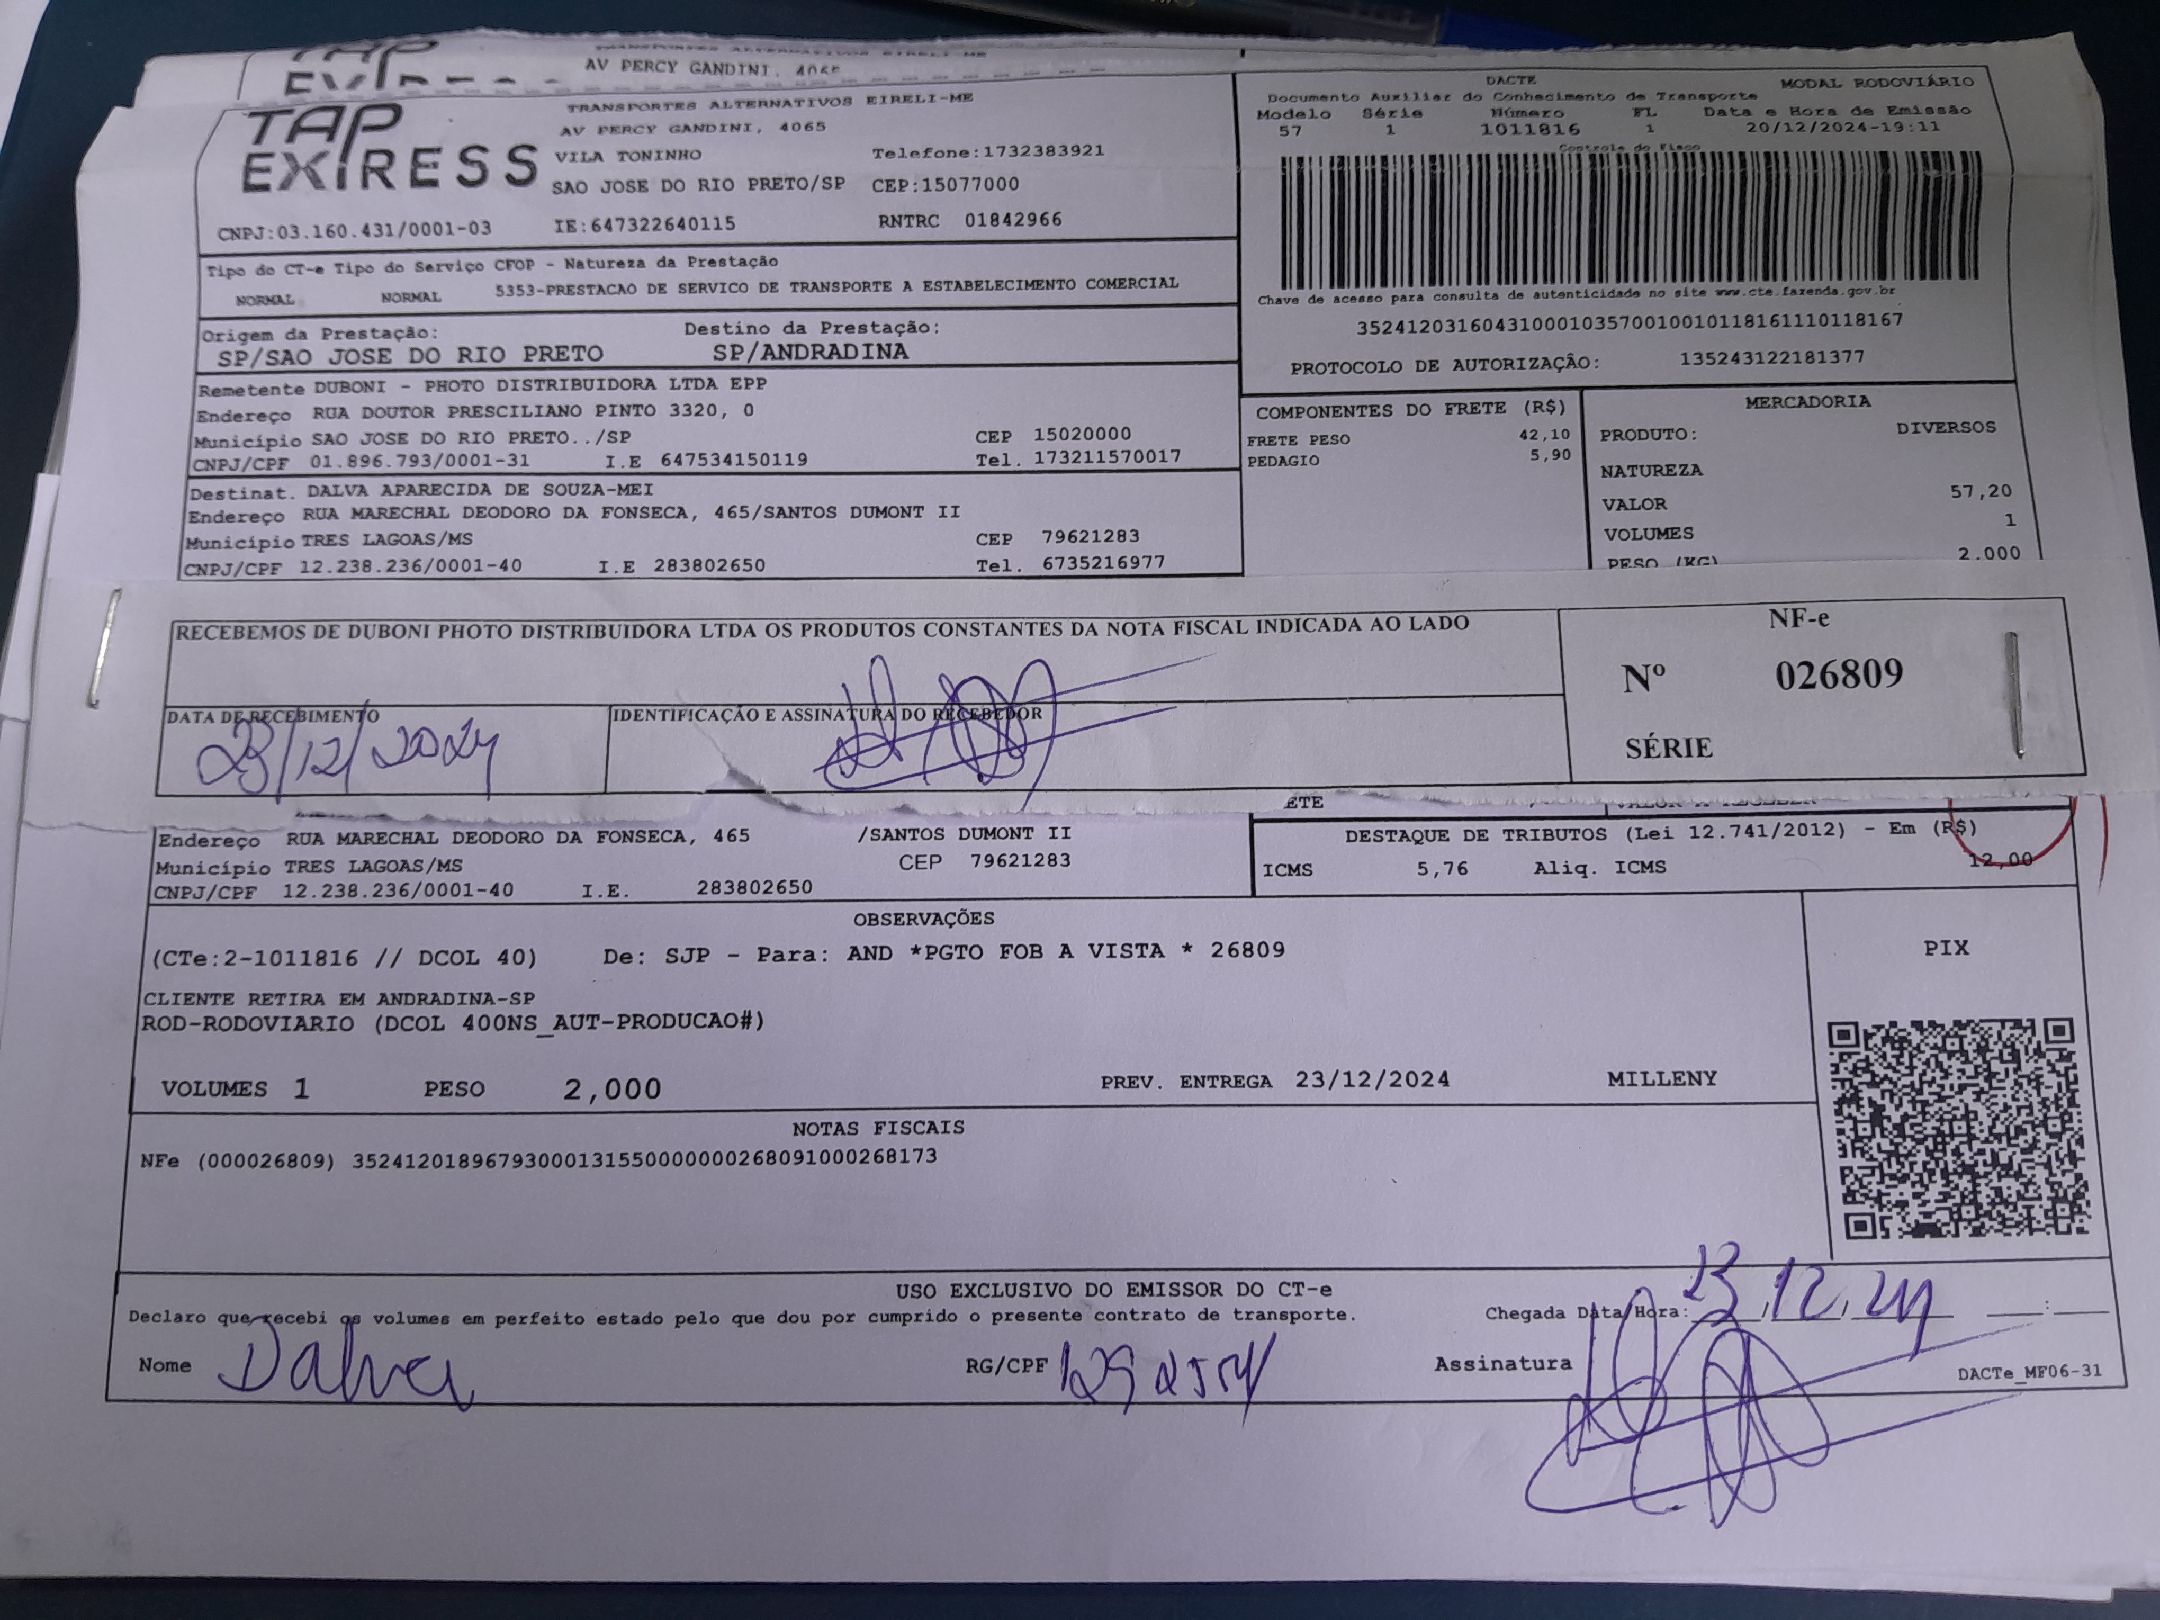 TRANSPORTES ALTERNATIVOS EIRELI-ME
AV PERCY GANDINI, 4065
TAP EXPRESS
TRANSPORTES ALTERNATIVOS EIRELI-ME
AV PERCY GANDINI, 4065
VILA TONINHO Telefone:1732383921
SAO JOSE DO RIO PRETO/SP CEP:15077000
CNPJ:03.160.431/0001-03 IE:647322640115 RNTRC 01842966
DACTE MODAL RODOVIÁRIO
Documento Auxiliar do Conhecimento de Transporte
Modelo Série Número FL Data e Hora de Emissão
57 1 1011816 1 20/12/2024-19:11
Controle do Fisco
Chave de acesso para consulta de autenticidade no site www.cte.fazenda.gov.br
35241203160431000103570010010118161110118167
PROTOCOLO DE AUTORIZAÇÃO: 135243122181377
Tipo do CT-e Tipo do Serviço CFOP - Natureza da Prestação
NORMAL NORMAL 5353-PRESTACAO DE SERVICO DE TRANSPORTE A ESTABELECIMENTO COMERCIAL
Origem da Prestação: Destino da Prestação:
SP/SAO JOSE DO RIO PRETO SP/ANDRADINA
Remetente DUBONI - PHOTO DISTRIBUIDORA LTDA EPP
Endereço RUA DOUTOR PRESCILIANO PINTO 3320, 0
Município SAO JOSE DO RIO PRETO../SP CEP 15020000
CNPJ/CPF 01.896.793/0001-31 I.E 647534150119 Tel. 173211570017
Destinat. DALVA APARECIDA DE SOUZA-MEI
Endereço RUA MARECHAL DEODORO DA FONSECA, 465/SANTOS DUMONT II
Município TRES LAGOAS/MS CEP 79621283
CNPJ/CPF 12.238.236/0001-40 I.E 283802650 Tel. 6735216977
COMPONENTES DO FRETE (R$)
FRETE PESO 42,10
PEDAGIO 5,90
MERCADORIA
PRODUTO: DIVERSOS
NATUREZA
VALOR 57,20
VOLUMES 1
PESO (KG) 2.000
RECEBEMOS DE DUBONI PHOTO DISTRIBUIDORA LTDA OS PRODUTOS CONSTANTES DA NOTA FISCAL INDICADA AO LADO
DATA DE RECEBIMENTO IDENTIFICAÇÃO E ASSINATURA DO RECEBEDOR
23/12/2024
NF-e
Nº 026809
SÉRIE
ETE VALOR A RECEBER
Endereço RUA MARECHAL DEODORO DA FONSECA, 465 /SANTOS DUMONT II
Município TRES LAGOAS/MS CEP 79621283
CNPJ/CPF 12.238.236/0001-40 I.E. 283802650
DESTAQUE DE TRIBUTOS (Lei 12.741/2012) - Em (R$)
ICMS 5,76 Aliq. ICMS 12,00
OBSERVAÇÕES
(CTe:2-1011816 // DCOL 40) De: SJP - Para: AND *PGTO FOB A VISTA * 26809
CLIENTE RETIRA EM ANDRADINA-SP
ROD-RODOVIARIO (DCOL 400NS_AUT-PRODUCAO#)
VOLUMES 1 PESO 2,000 PREV. ENTREGA 23/12/2024 MILLENY
PIX
NOTAS FISCAIS
NFe (000026809) 35241201896793000131550000000268091000268173
USO EXCLUSIVO DO EMISSOR DO CT-e
Declaro que recebi os volumes em perfeito estado pelo que dou por cumprido o presente contrato de transporte. Chegada Data/Hora: 23/12/24 __:__
Nome Dalva RG/CPF Assinatura
DACTe_MF06-31